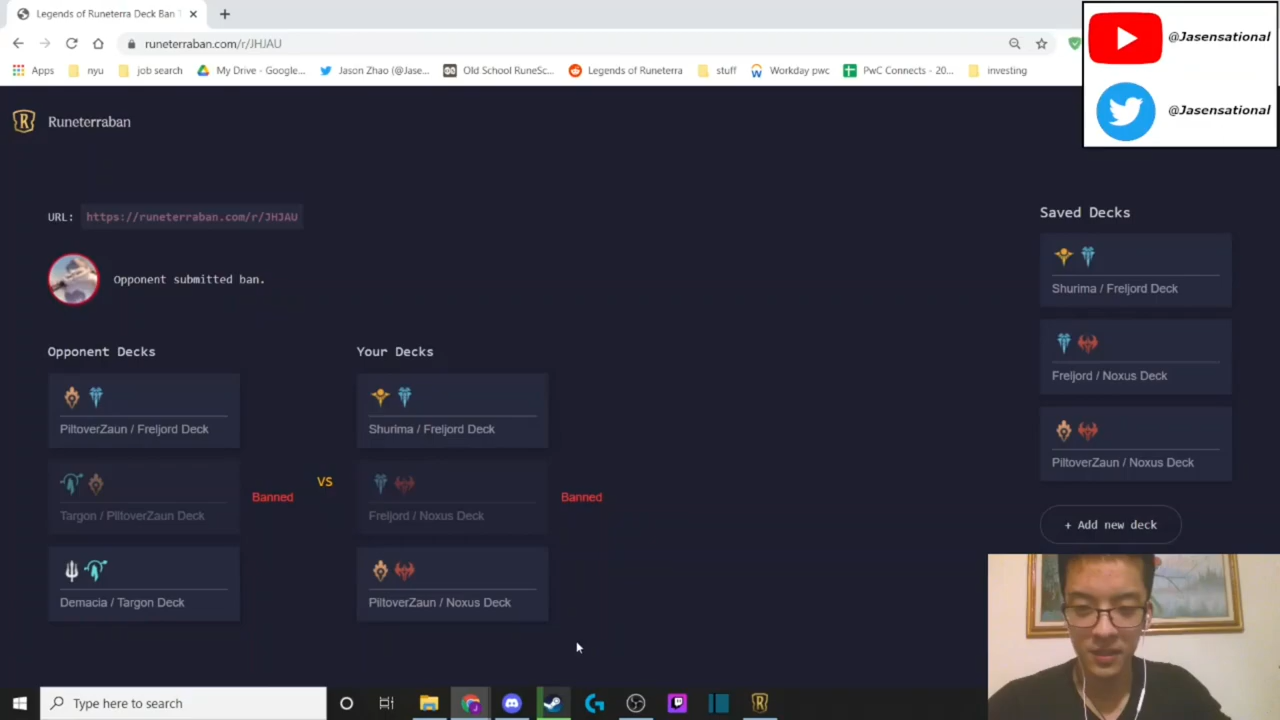 Legends of Runeterra Deck Ban
runeterraban.com/r/JHJAU
@Jasensational
Apps
nyu
job search
My Drive - Google...
Jason Zhao (@Jase...
Old School RuneSc...
Legends of Runeterra
stuff
Workday pwc
PwC Connects - 20...
investing
@Jasensational
R Runeterraban
URL: https://runeterraban.com/r/JHJAU
Opponent submitted ban.
Opponent Decks
PiltoverZaun / Freljord Deck
Targon / PiltoverZaun Deck
Banned
Demacia / Targon Deck
VS
Your Decks
Shurima / Freljord Deck
Freljord / Noxus Deck
Banned
PiltoverZaun / Noxus Deck
Saved Decks
Shurima / Freljord Deck
Freljord / Noxus Deck
PiltoverZaun / Noxus Deck
+ Add new deck
Type here to search